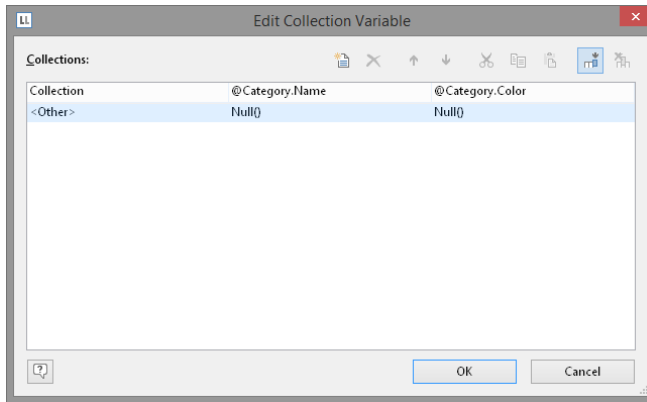 LL Edit Collection Variable
Collections:
Collection @Category.Name @Category.Color
<Other> Null() Null()
OK Cancel